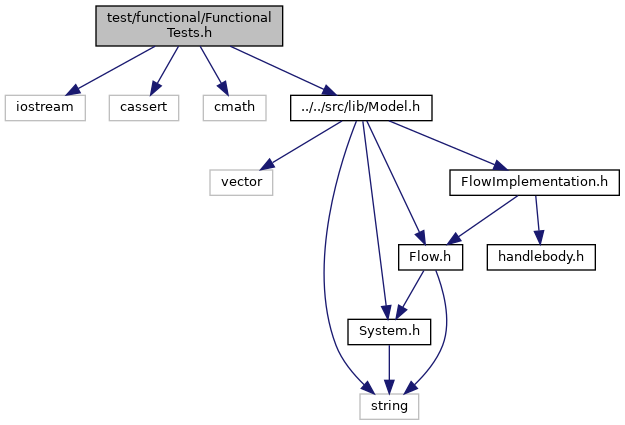 test/functional/Functional
Tests.h
iostream
cassert
cmath
../../src/lib/Model.h
vector
FlowImplementation.h
Flow.h
handlebody.h
System.h
string